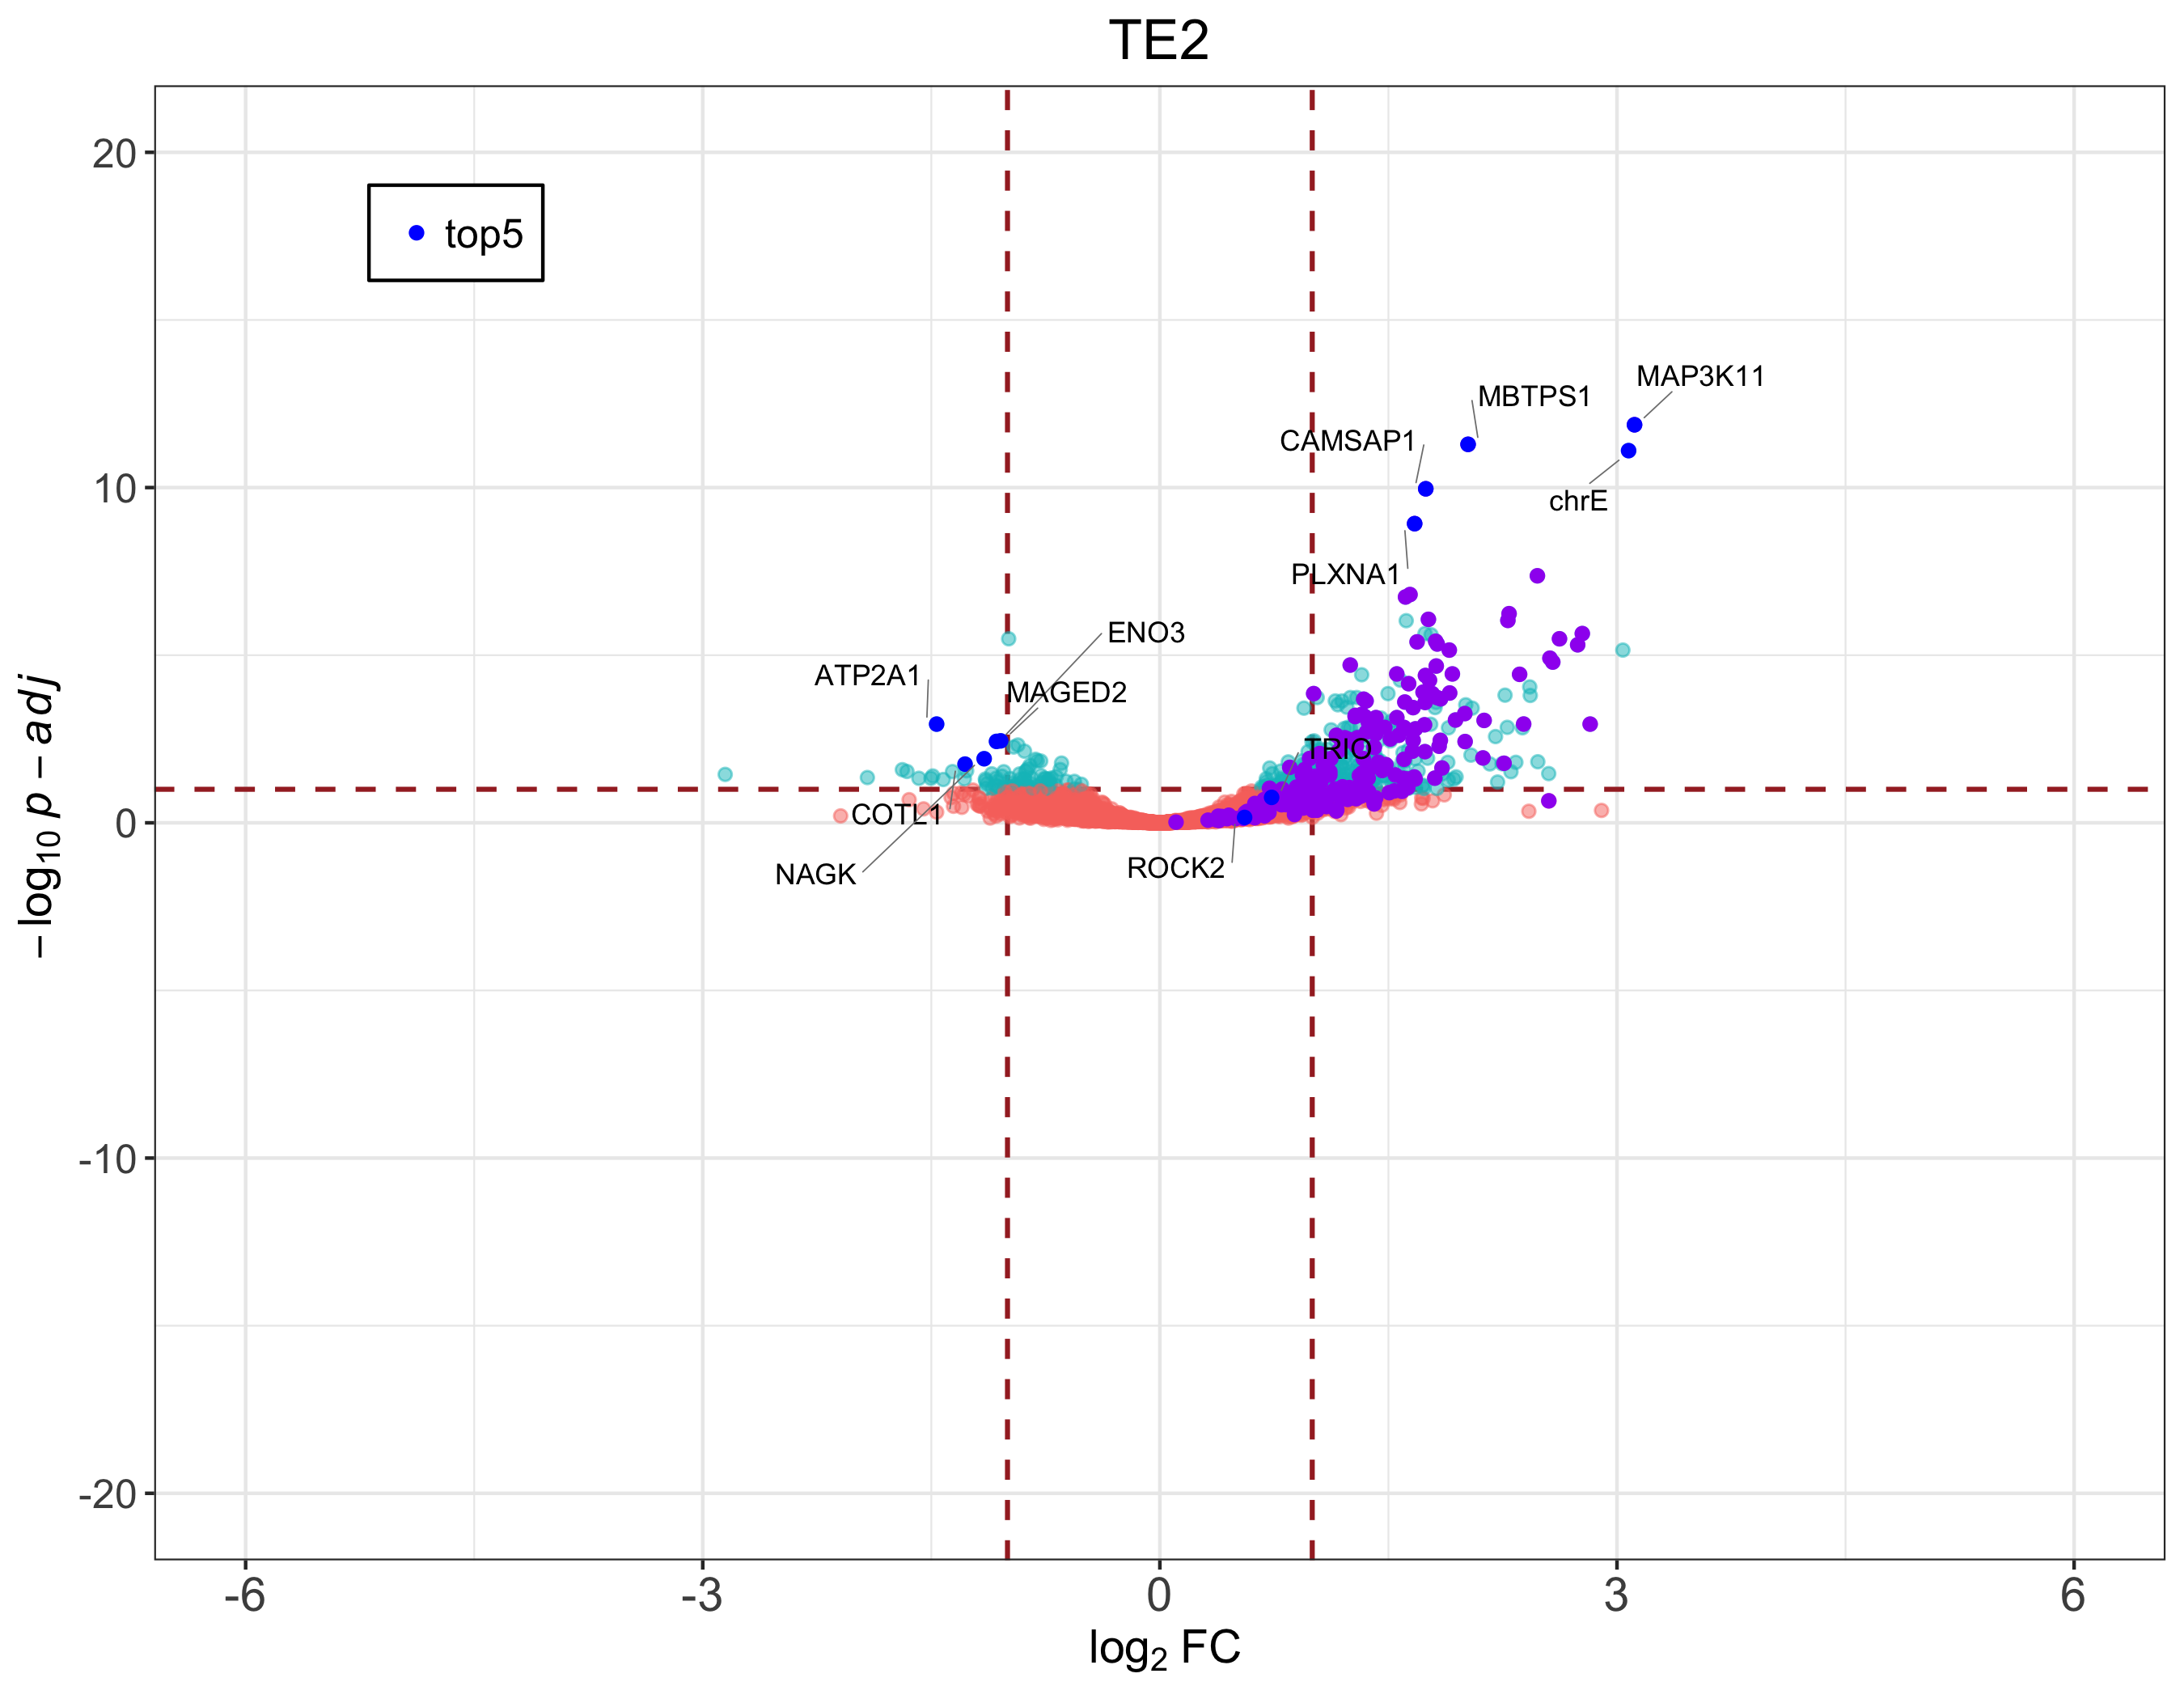 TE2
20
top5
MAP3K11
MBTPS1
CAMSAP1
10
chrE
PLXNA1
ENO3
ATP2A1
MAGED2
TRIO
COTL1
0
ROCK2
NAGK
−log10 p − adj
-10
-20
-6 -3 0 3 6
log2 FC